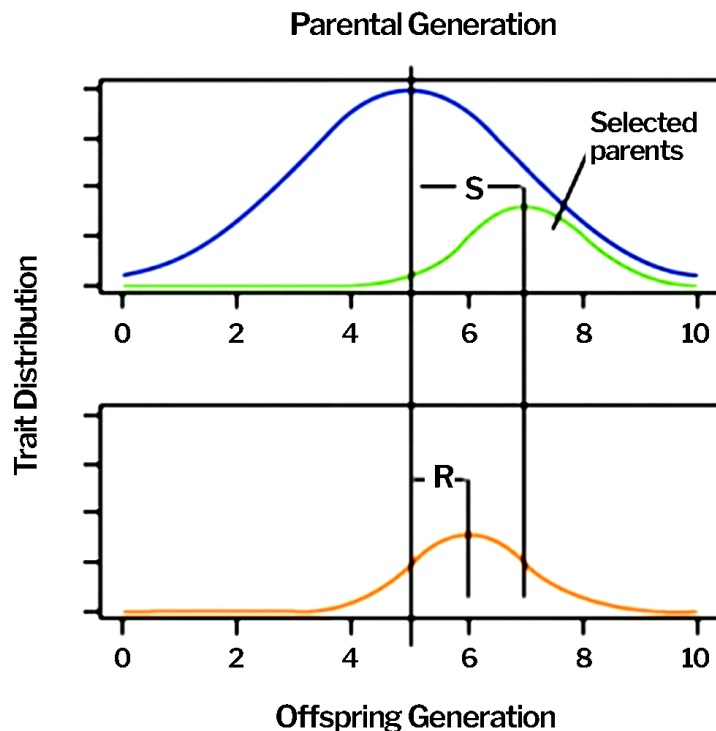 Parental Generation
Selected
parents
S
0 2 4 6 8 10
Trait Distribution
R
0 2 4 6 8 10
Offspring Generation